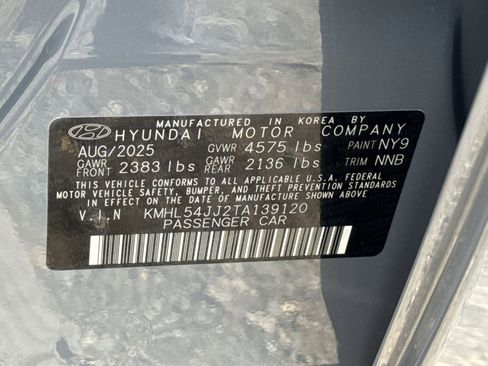 MANUFACTURED IN KOREA BY
HYUNDAI MOTOR COMPANY
AUG/2025 GVWR 4575 lbs PAINT NY9
GAWR FRONT 2383 lbs GAWR REAR 2136 lbs TRIM NNB
THIS VEHICLE CONFORMS TO ALL APPLICABLE U.S.A. FEDERAL
MOTOR VEHICLE SAFETY, BUMPER, AND THEFT PREVENTION STANDARDS
IN EFFECT ON THE DATE OF MANUFACTURE SHOWN ABOVE.
V.I.N KMHL54JJ2TA139120
PASSENGER CAR